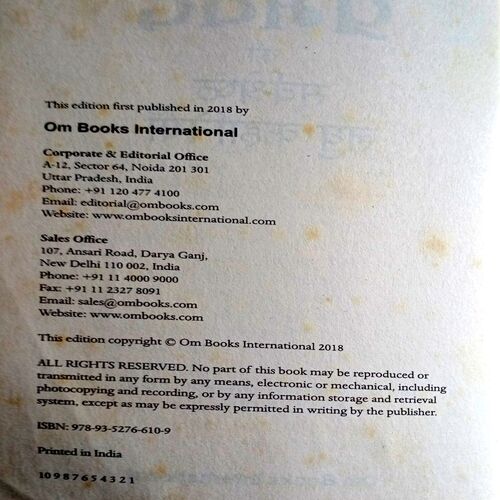 This edition first published in 2018 by
Om Books International
Corporate & Editorial Office
A-12, Sector 64, Noida 201 301
Uttar Pradesh, India
Phone: +91 120 477 4100
Email: editorial@ombooks.com
Website: www.ombooksinternational.com
Sales Office
107, Ansari Road, Darya Ganj,
New Delhi 110 002, India
Phone: +91 11 4000 9000
Fax: +91 11 2327 8091
Email: sales@ombooks.com
Website: www.ombooks.com
This edition copyright © Om Books International 2018
ALL RIGHTS RESERVED. No part of this book may be reproduced or
transmitted in any form by any means, electronic or mechanical, including
photocopying and recording, or by any information storage and retrieval
system, except as may be expressly permitted in writing by the publisher.
ISBN: 978-93-5276-610-9
Printed in India
10 9 8 7 6 5 4 3 2 1